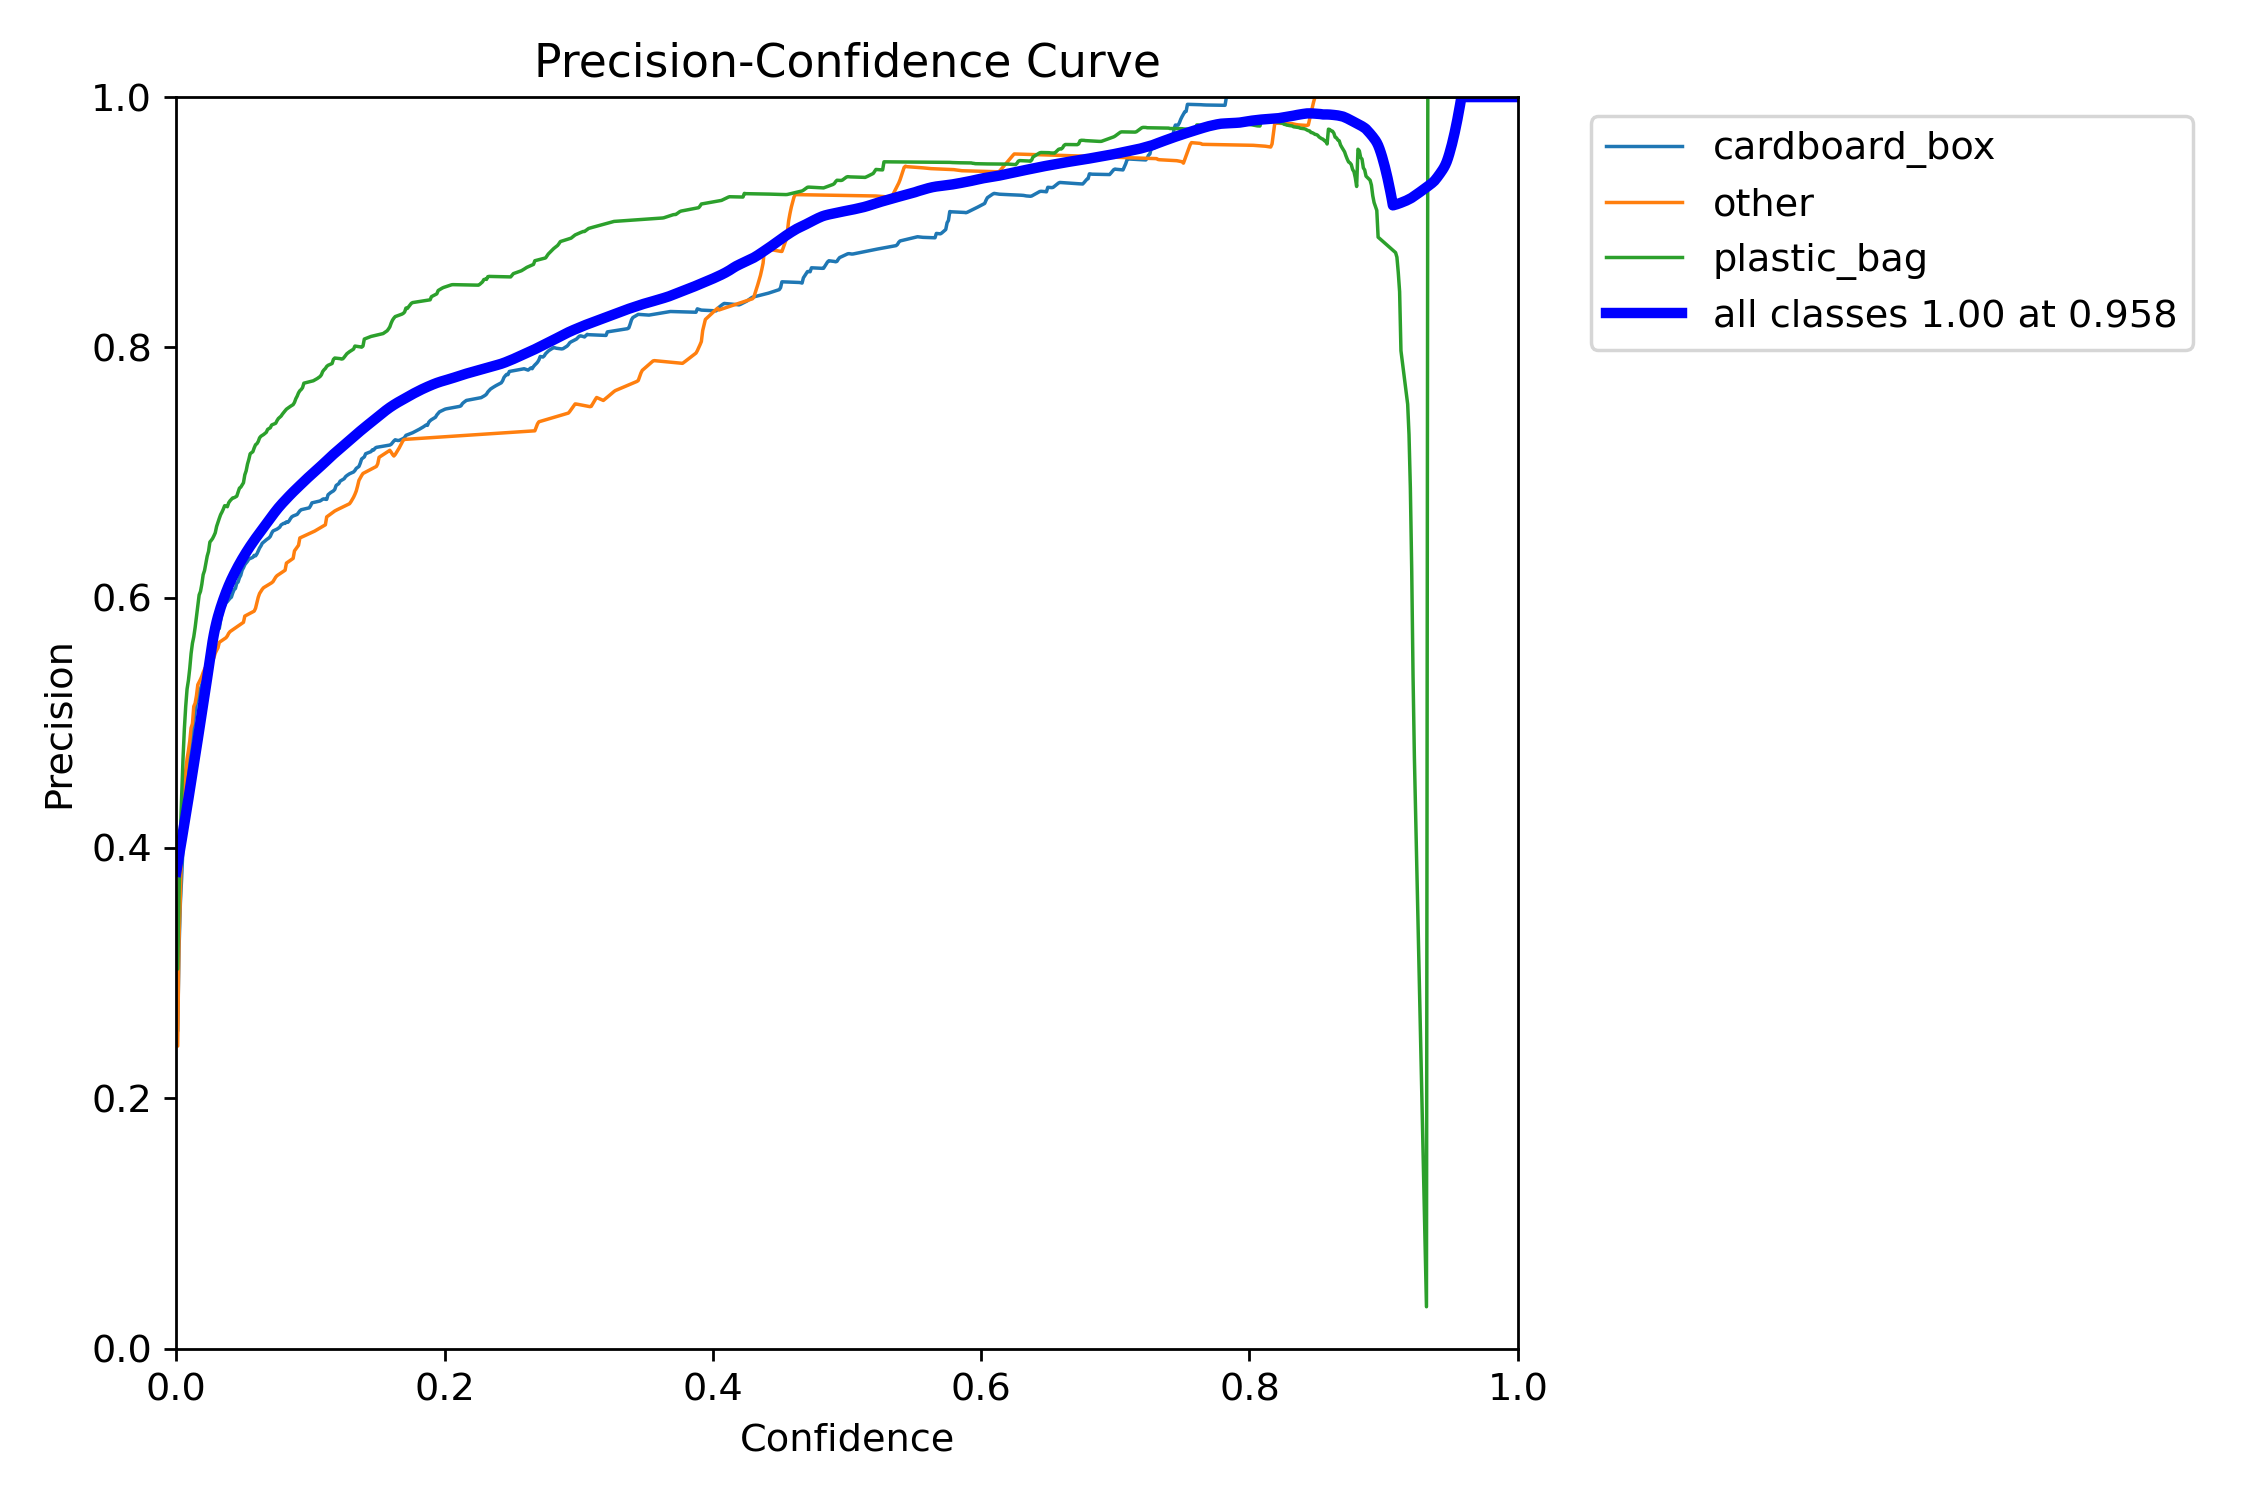 Precision-Confidence Curve
1.0
0.8
0.6
0.4
0.2
0.0
Precision
0.0 0.2 0.4 0.6 0.8 1.0
Confidence
cardboard_box
other
plastic_bag
all classes 1.00 at 0.958